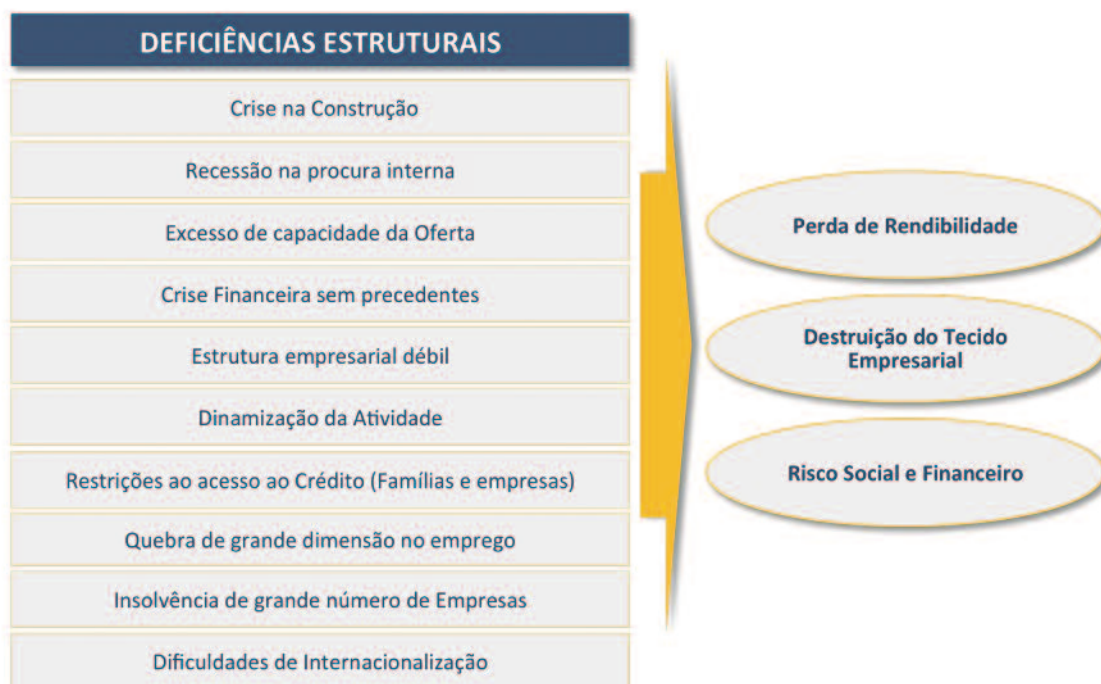 DEFICIÊNCIAS ESTRUTURAIS
Crise na Construção
Recessão na procura interna
Excesso de capacidade da Oferta
Crise Financeira sem precedentes
Estrutura empresarial débil
Dinamização da Atividade
Restrições ao acesso ao Crédito (Famílias e empresas)
Quebra de grande dimensão no emprego
Insolvência de grande número de Empresas
Dificuldades de Internacionalização
Perda de Rendibilidade
Destruição do Tecido
Empresarial
Risco Social e Financeiro